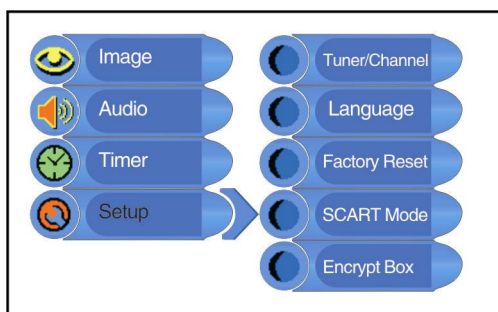 Image
Audio
Timer
Setup
Tuner/Channel
Language
Factory Reset
SCART Mode
Encrypt Box